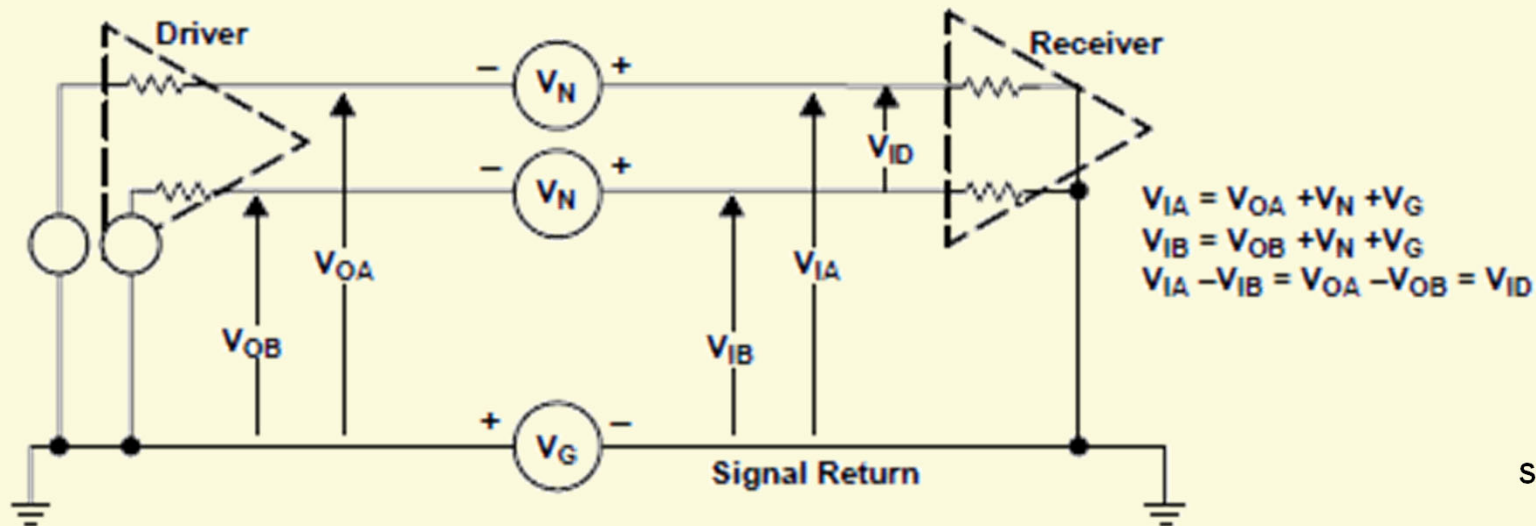 Driver
Receiver
– V_N +
V_ID
– V_N +
V_IA = V_OA +V_N +V_G
V_IB = V_OB +V_N +V_G
V_IA –V_IB = V_OA –V_OB = V_ID
V_OA
V_IA
V_OB
V_IB
+ V_G –
Signal Return
s